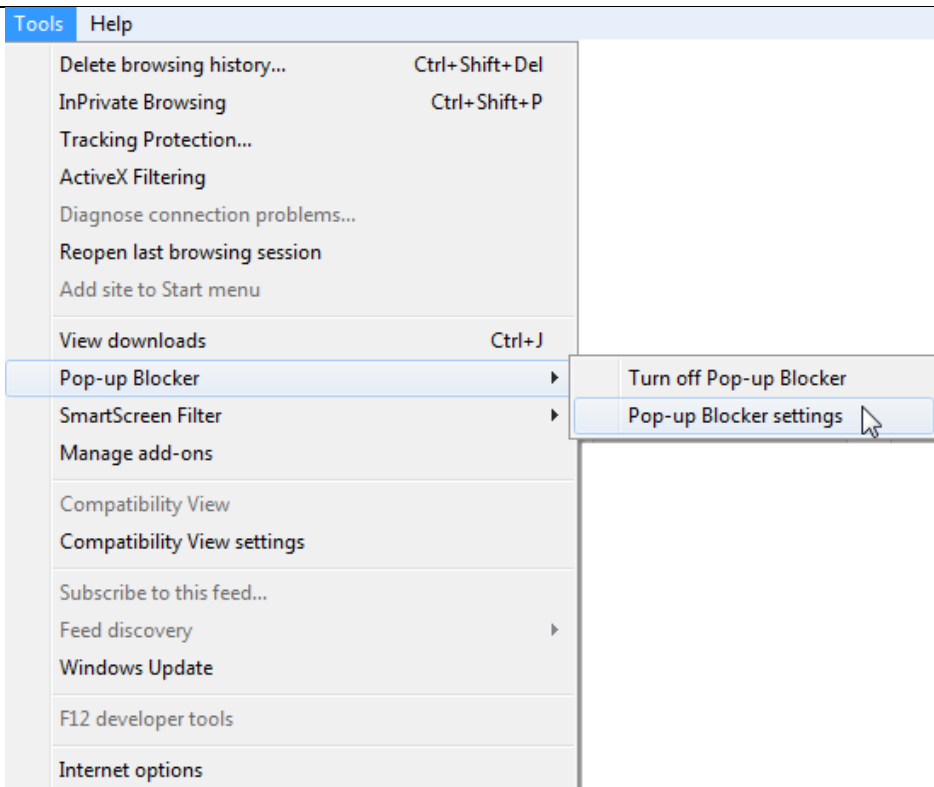 Tools Help
Delete browsing history... Ctrl+Shift+Del
InPrivate Browsing Ctrl+Shift+P
Tracking Protection...
ActiveX Filtering
Diagnose connection problems...
Reopen last browsing session
Add site to Start menu
View downloads Ctrl+J
Pop-up Blocker
Turn off Pop-up Blocker
SmartScreen Filter
Pop-up Blocker settings
Manage add-ons
Compatibility View
Compatibility View settings
Subscribe to this feed...
Feed discovery
Windows Update
F12 developer tools
Internet options